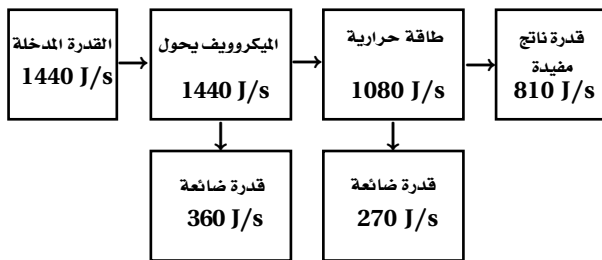 القدرة المدخلة
1440 J/s
الميكروويف يحول
1440 J/s
طاقة حرارية
1080 J/s
قدرة ناتج
مفيدة
810 J/s
قدرة ضائعة
360 J/s
قدرة ضائعة
270 J/s